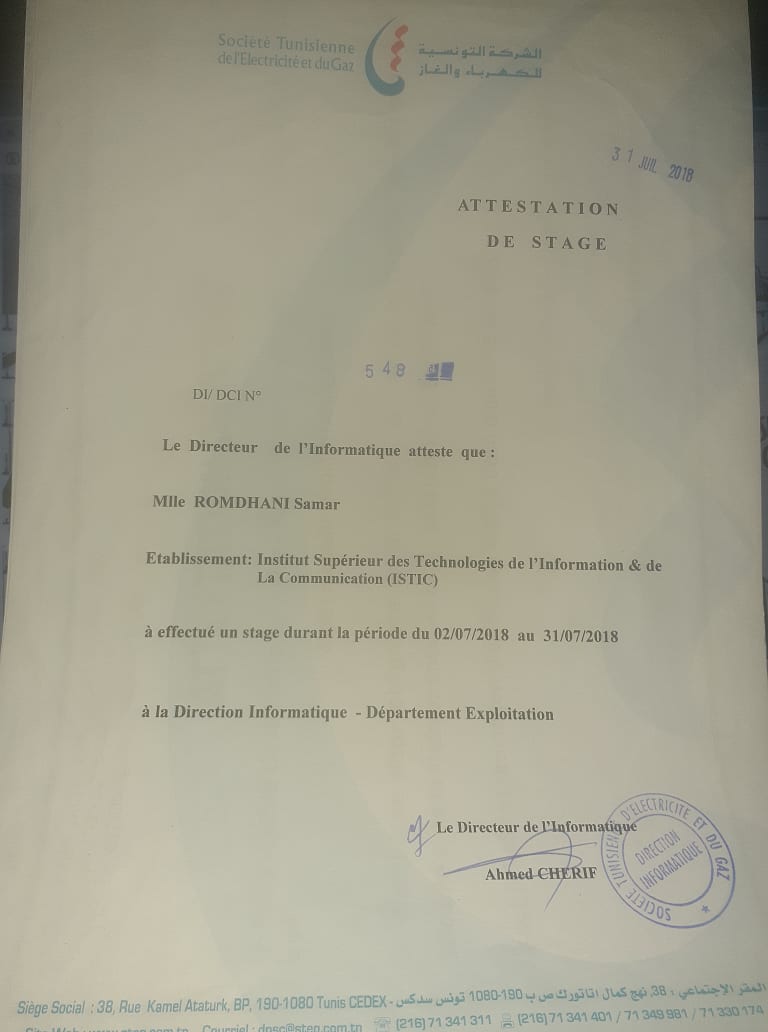 Société Tunisienne
de l'Electricité et du Gaz
الشركة التونسية
للكهرباء والغاز
31 JUIL 2018
ATTESTATION
DE STAGE
548
DI/ DCI N°
Le Directeur de l'Informatique atteste que :
Mlle ROMDHANI Samar
Etablissement: Institut Supérieur des Technologies de l'Information & de
La Communication (ISTIC)
à effectué un stage durant la période du 02/07/2018 au 31/07/2018
à la Direction Informatique - Département Exploitation
Le Directeur de l'Informatique
Ahmed CHERIF
SOCIETE TUNISIENNE D'ELECTRICITE ET DU GAZ
DIRECTION
INFORMATIQUE
Siège Social : 38, Rue Kamel Ataturk, BP, 190-1080 Tunis CEDEX - المقر الإجتماعي : 38, نهج كمال اتاتورك ص ب 190-1080 تونس سدكس
Site Web : www.steg.com.tn Courriel : dpsc@steg.com.tn (216) 71 341 311 (216) 71 341 401 / 71 349 981 / 71 330 174